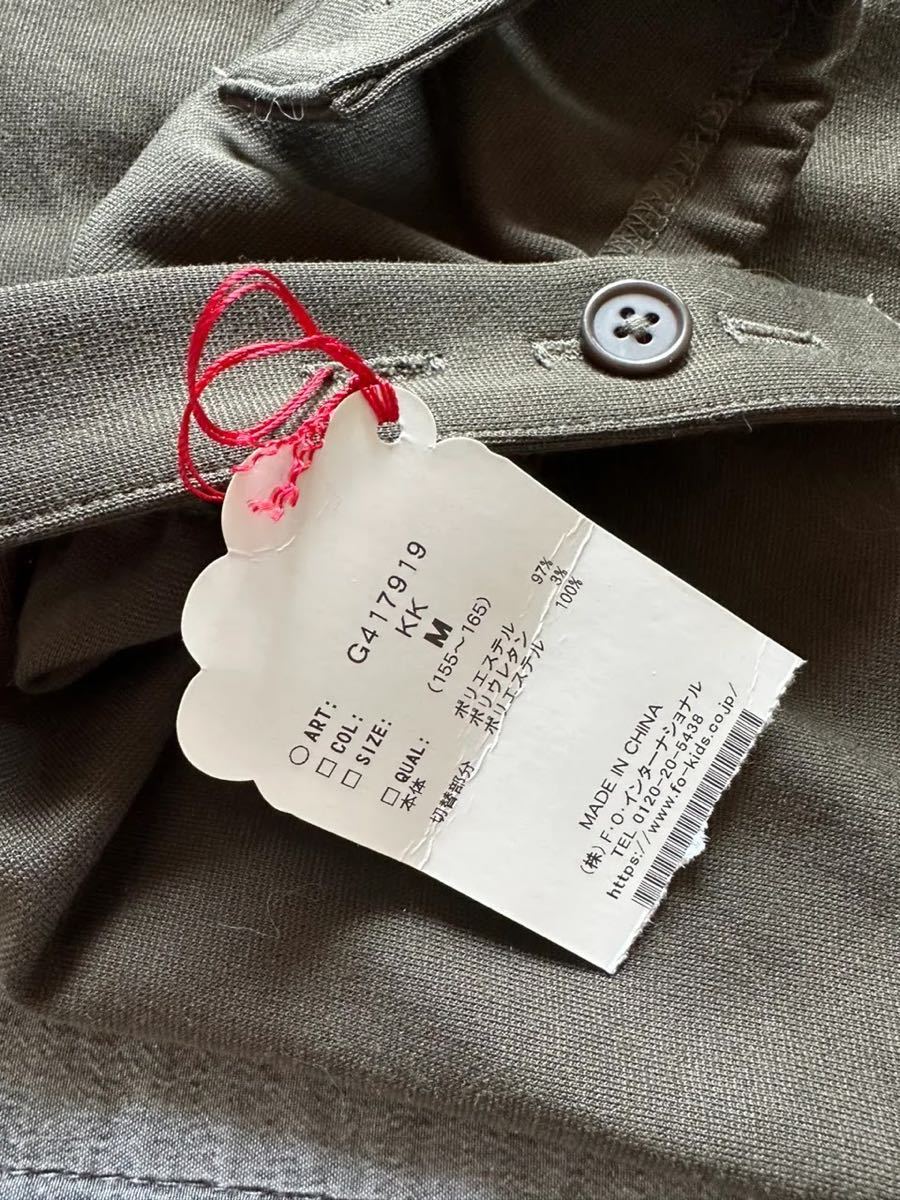 ○ ART: G417919
□ COL: KK
□ SIZE: M
(155～165)
□ QUAL:
本体 ポリエステル 97%
ポリウレタン 3%
切替部分 ポリエステル 100%
MADE IN CHINA
(株)F・O・インターナショナル
TEL 0120-20-5438
https://www.fo-kids.co.jp/